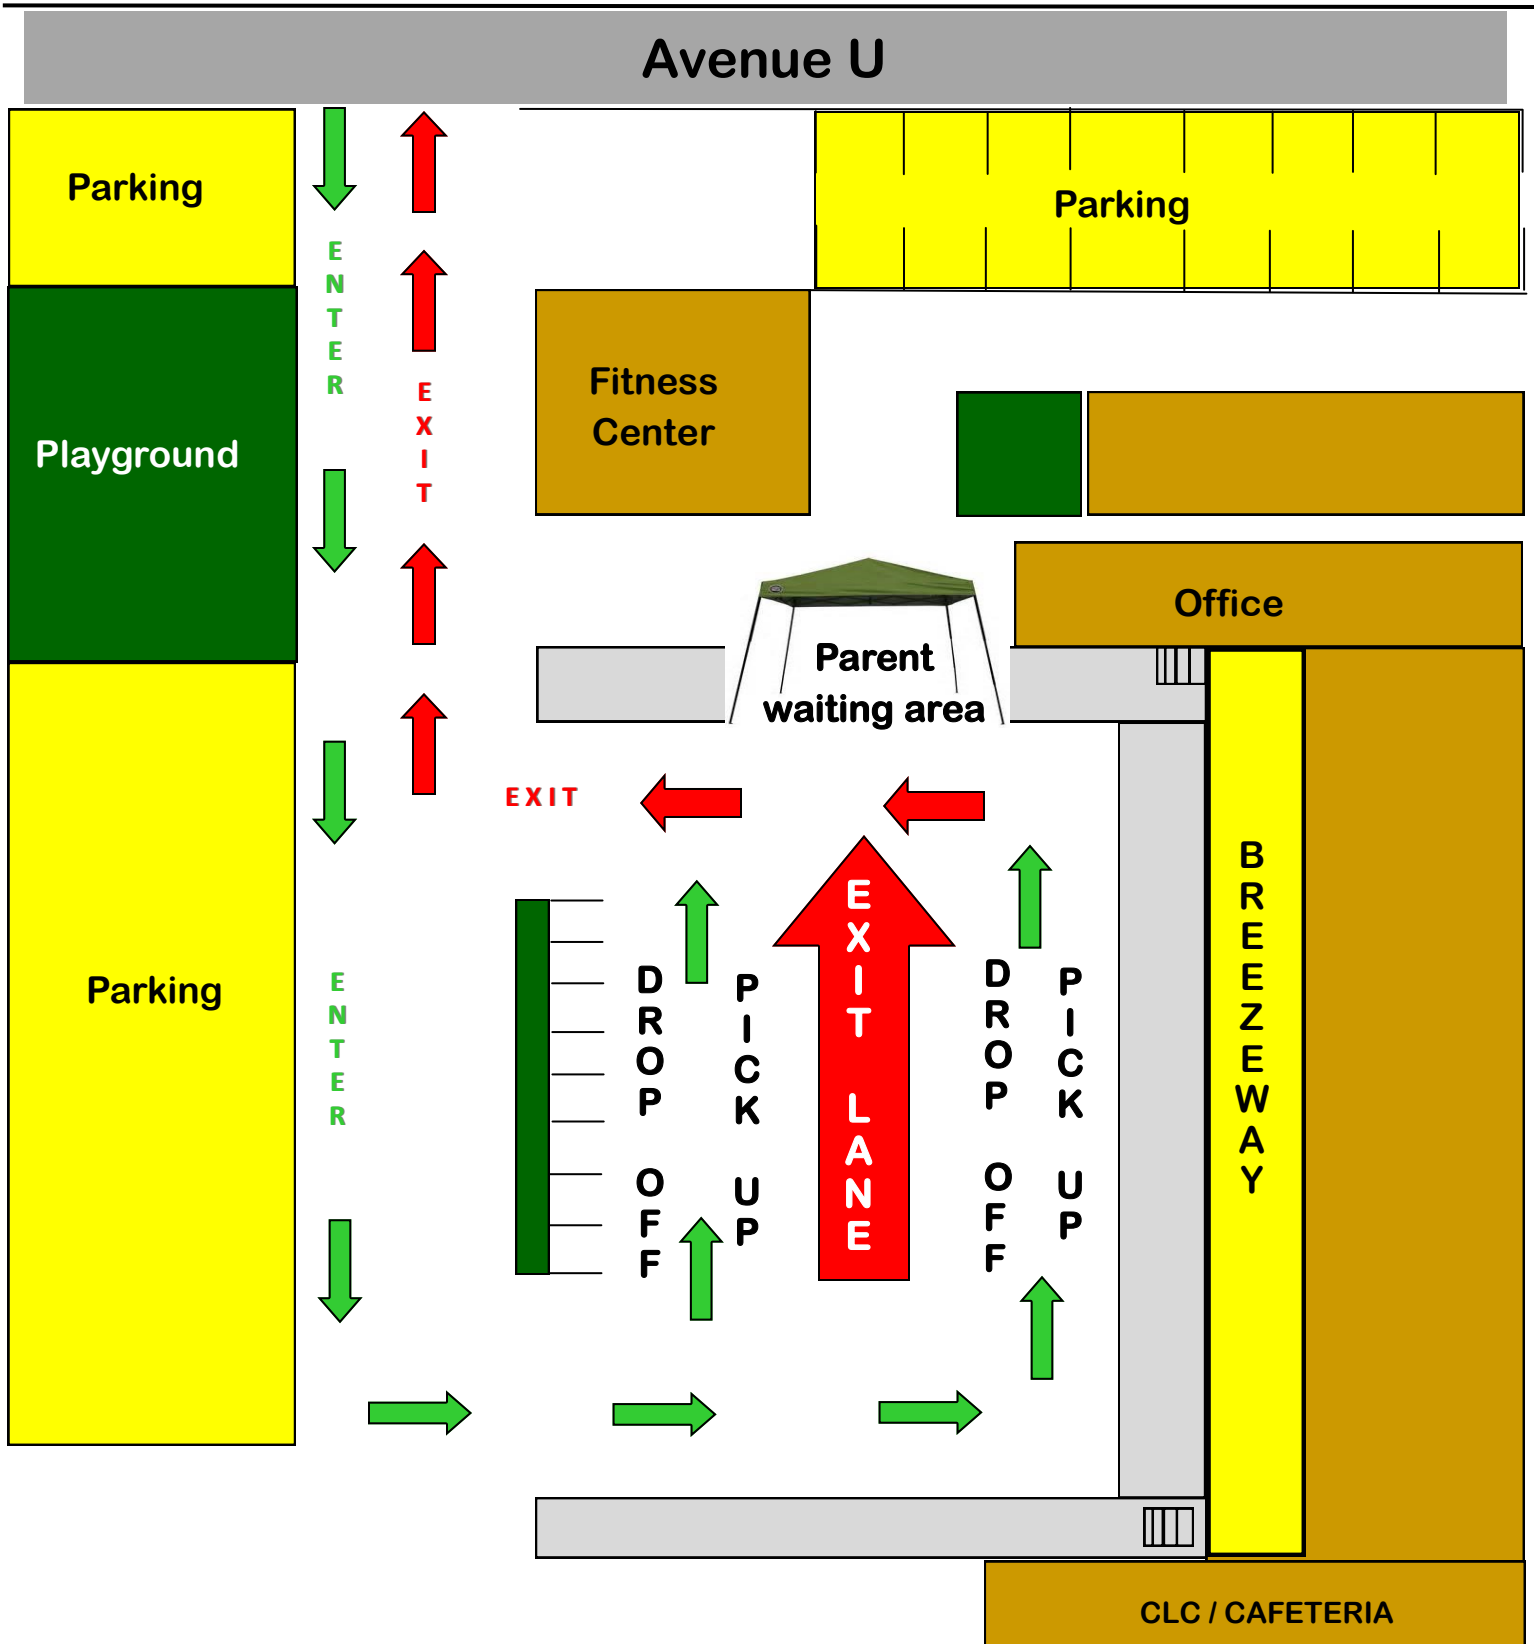 Avenue U
Parking
Parking
ENTER
EXIT
Fitness
Center
Playground
Office
Parent
waiting area
EXIT
Parking
ENTER
DROP OFF
PICK UP
EXIT LANE
DROP OFF
PICK UP
BREEZEWAY
CLC / CAFETERIA